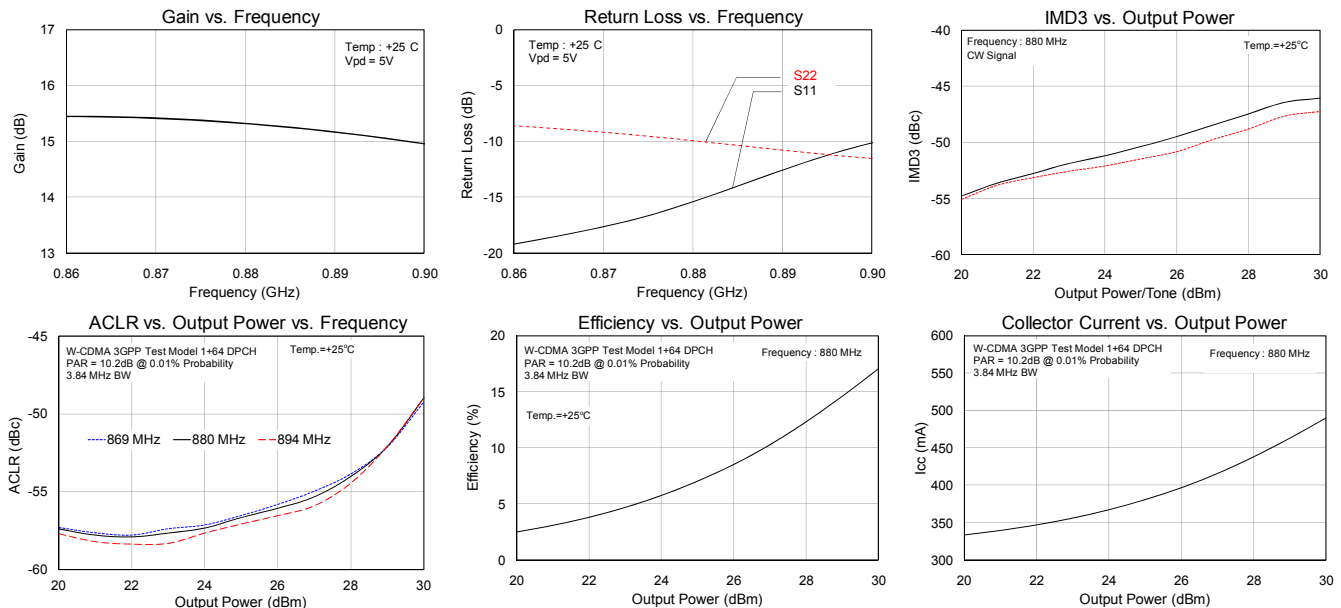 Gain vs. Frequency
17
16
15
14
13
Gain (dB)
Temp : +25 C
Vpd = 5V
0.86
0.87
0.88
0.89
0.90
Frequency (GHz)
Return Loss vs. Frequency
0
-5
-10
-15
-20
Return Loss (dB)
Temp : +25 C
Vpd = 5V
S22
S11
0.86
0.87
0.88
0.89
0.90
Frequency (GHz)
IMD3 vs. Output Power
-40
-45
-50
-55
-60
IMD3 (dBc)
Frequency : 880 MHz
CW Signal
Temp.=+25°C
20
22
24
26
28
30
Output Power/Tone (dBm)
ACLR vs. Output Power vs. Frequency
-45
-50
-55
-60
ACLR (dBc)
W-CDMA 3GPP Test Model 1+64 DPCH
PAR = 10.2dB @ 0.01% Probability
3.84 MHz BW
Temp.=+25°C
869 MHz
880 MHz
894 MHz
20
22
24
26
28
30
Output Power (dBm)
Efficiency vs. Output Power
20
15
10
5
0
Efficiency (%)
W-CDMA 3GPP Test Model 1+64 DPCH
PAR = 10.2dB @ 0.01% Probability
3.84 MHz BW
Frequency : 880 MHz
Temp.=+25°C
20
22
24
26
28
30
Output Power (dBm)
Collector Current vs. Output Power
600
550
500
450
400
350
300
Icc (mA)
W-CDMA 3GPP Test Model 1+64 DPCH
PAR = 10.2dB @ 0.01% Probability
3.84 MHz BW
Frequency : 880 MHz
20
22
24
26
28
30
Output Power (dBm)